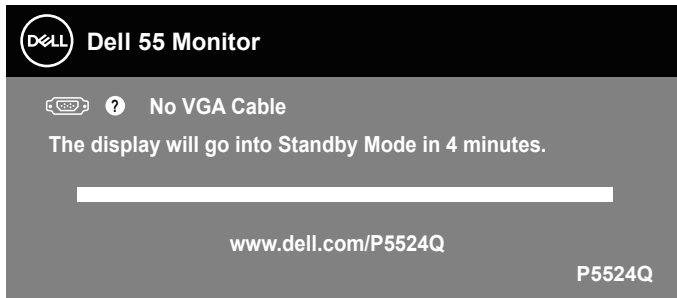 DELL
Dell 55 Monitor
? No VGA Cable
The display will go into Standby Mode in 4 minutes.
www.dell.com/P5524Q
P5524Q